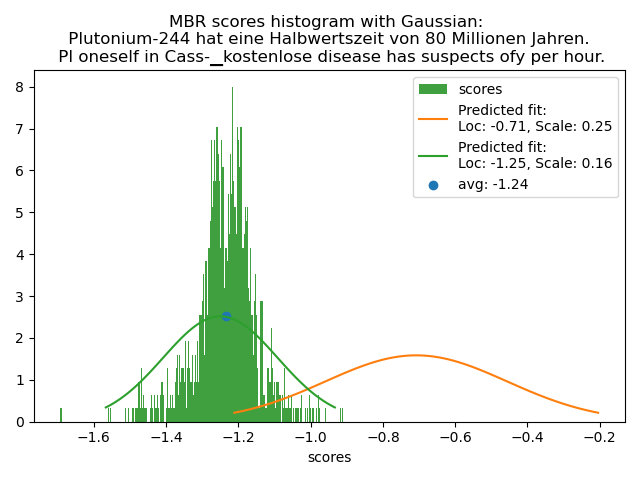 MBR scores histogram with Gaussian:
Plutonium-244 hat eine Halbwertszeit von 80 Millionen Jahren.
PI oneself in Cass-▁kostenlose disease has suspects ofy per hour.
scores
Predicted fit:
Loc: -0.71, Scale: 0.25
Predicted fit:
Loc: -1.25, Scale: 0.16
avg: -1.24
8
7
6
5
4
3
2
1
0
−1.6 −1.4 −1.2 −1.0 −0.8 −0.6 −0.4 −0.2
scores